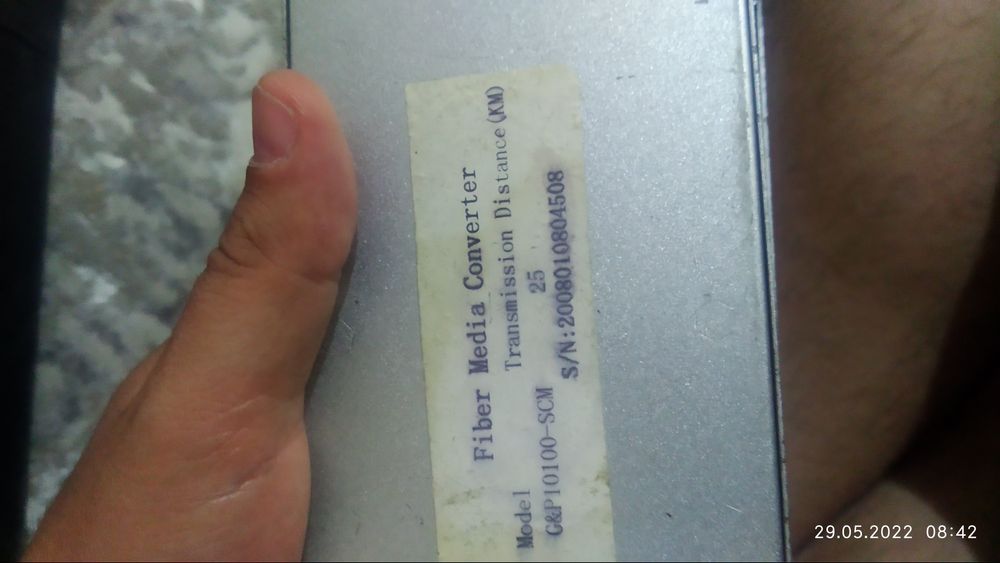 Fiber Media Converter
Model Transmission Distance(KM)
G&P10100-SCM 25
S/N:2008010804508
29.05.2022 08:42